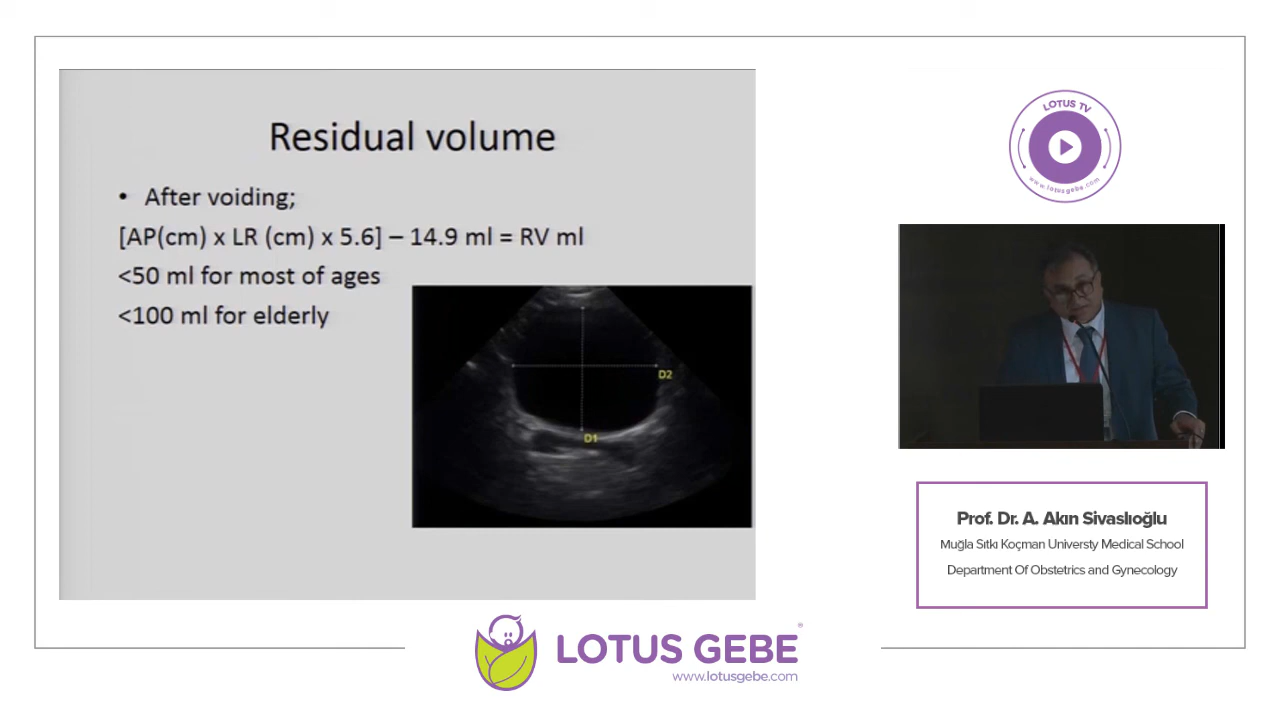 Residual volume
• After voiding;
[AP(cm) x LR (cm) x 5.6] – 14.9 ml = RV ml
<50 ml for most of ages
<100 ml for elderly
D2
D1
LOTUS TV
www.lotusgebe.com
Prof. Dr. A. Akın Sivaslıoğlu
Muğla Sıtkı Koçman Universty Medical School
Department Of Obstetrics and Gynecology
LOTUS GEBE®
www.lotusgebe.com